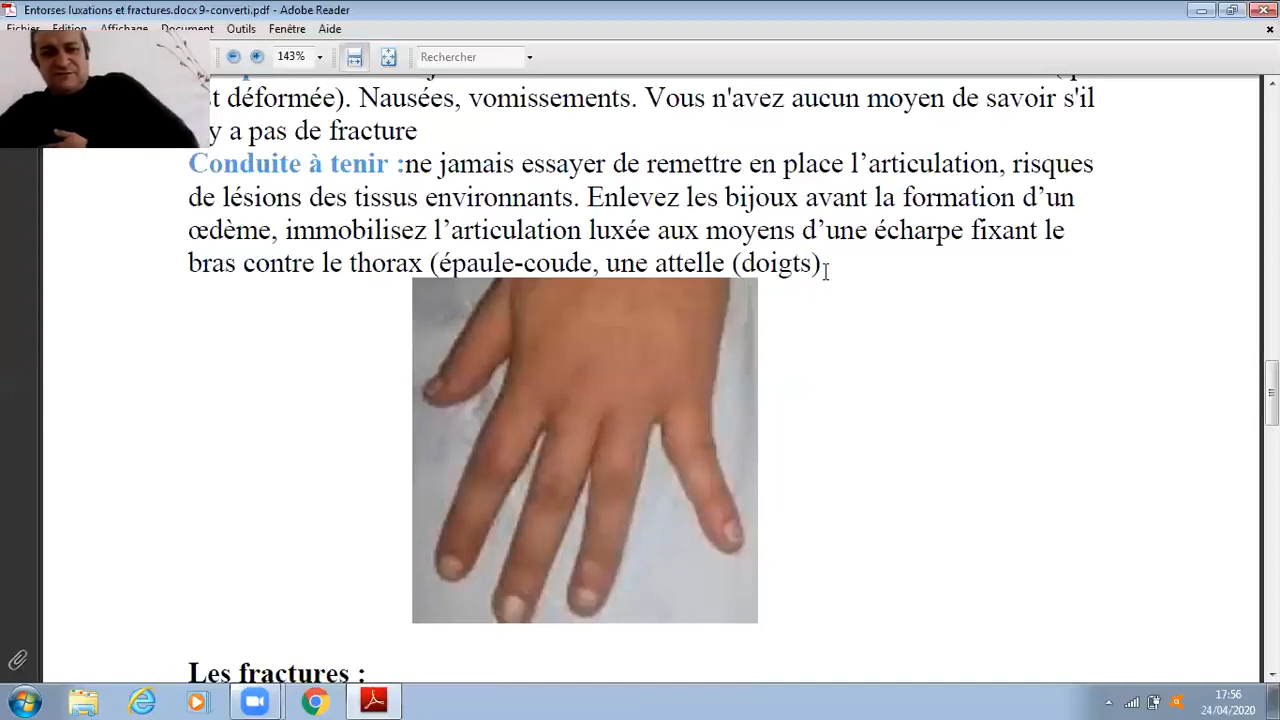 Entorses luxations et fractures.docx 9-converti.pdf - Adobe Reader
Fichier Edition Affichage Document Outils Fenêtre Aide
143% Rechercher
st déformée). Nausées, vomissements. Vous n'avez aucun moyen de savoir s'il
y a pas de fracture
Conduite à tenir :ne jamais essayer de remettre en place l’articulation, risques
de lésions des tissus environnants. Enlevez les bijoux avant la formation d’un
œdème, immobilisez l’articulation luxée aux moyens d’une écharpe fixant le
bras contre le thorax (épaule-coude, une attelle (doigts)
Les fractures :
17:56
24/04/2020